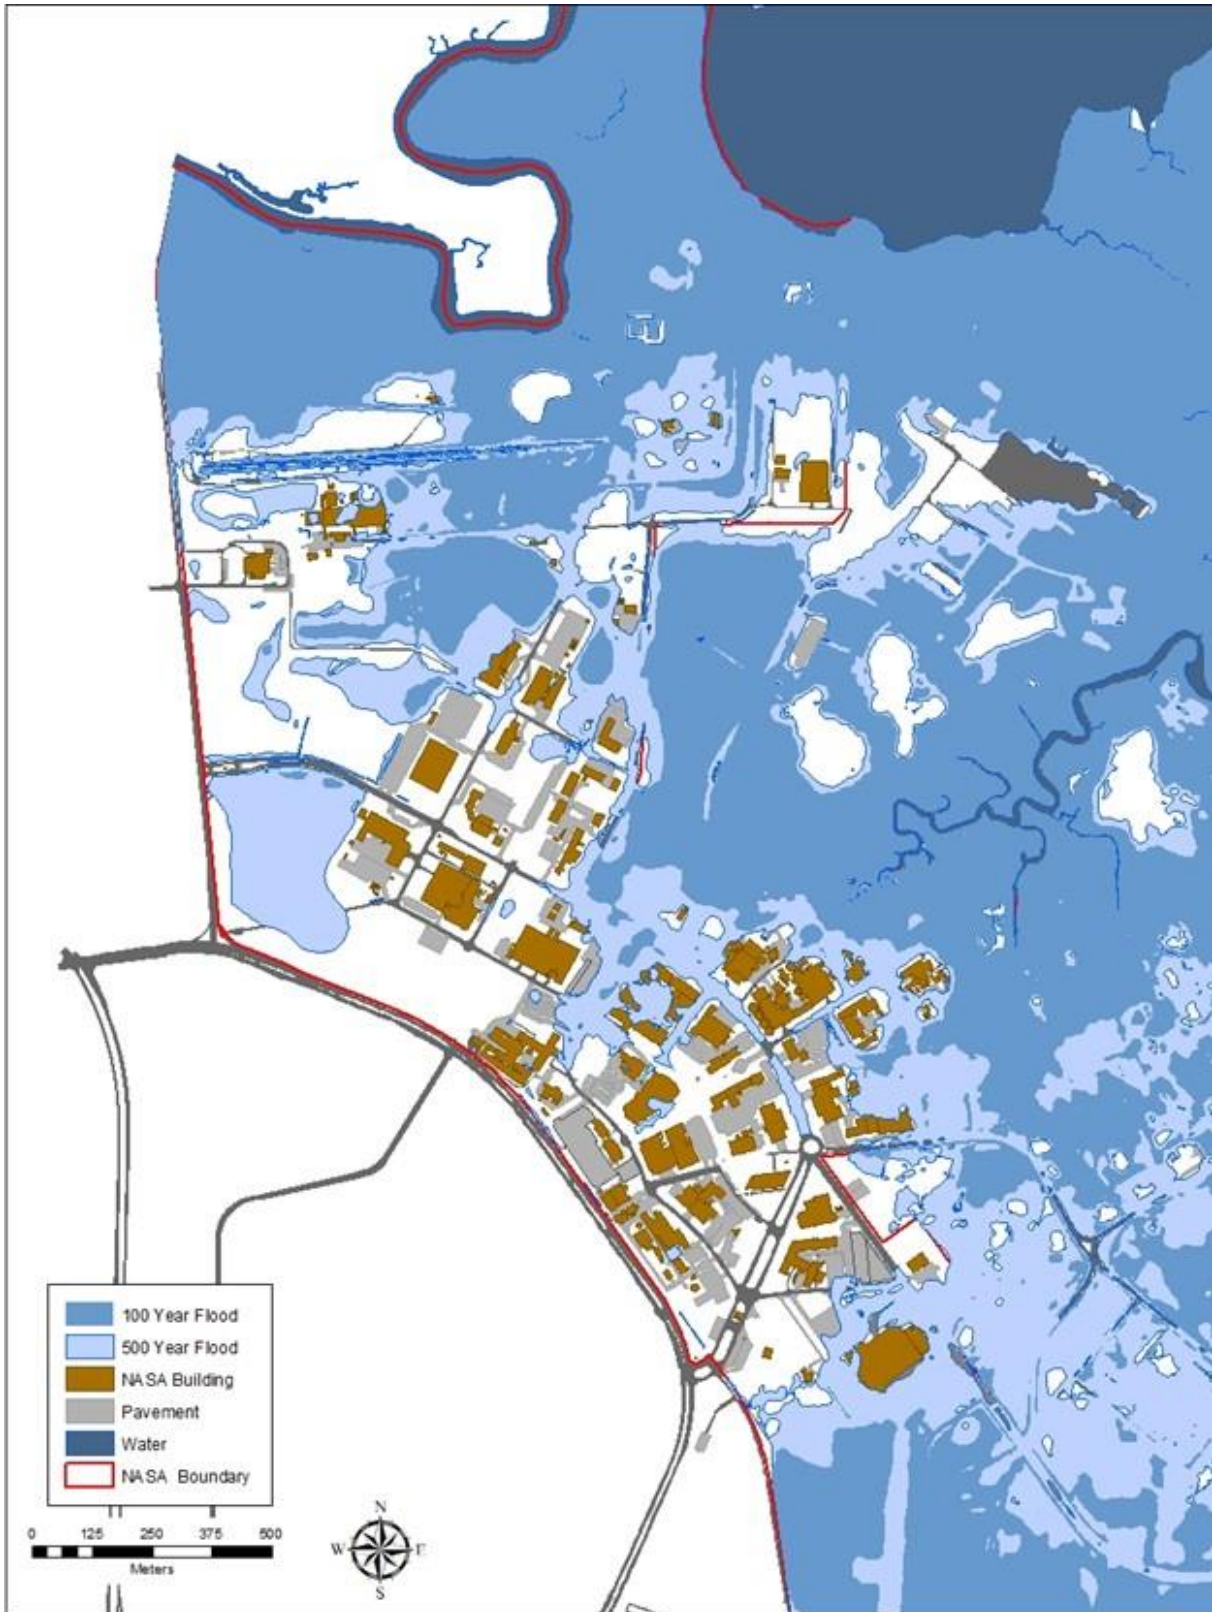 100 Year Flood
500 Year Flood
NASA Building
Pavement
Water
NASA Boundary
0 125 250 375 500
Meters
N
W E
S